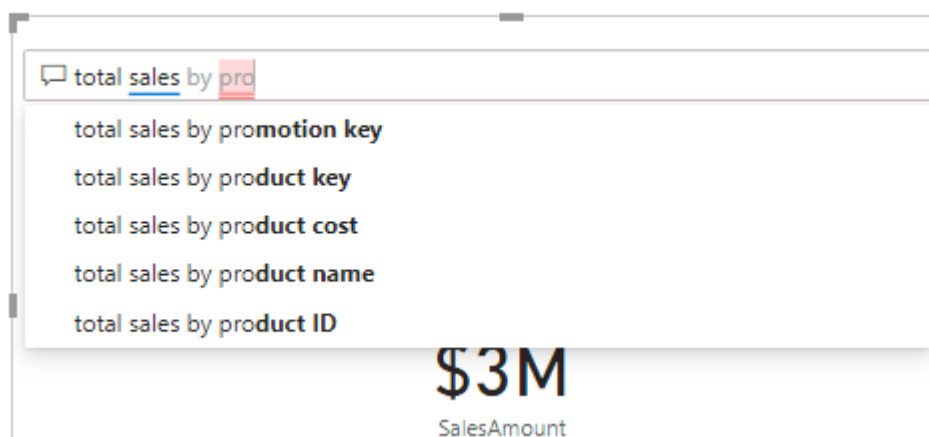 total sales by pro
total sales by promotion key
total sales by product key
total sales by product cost
total sales by product name
total sales by product ID
$3M
SalesAmount